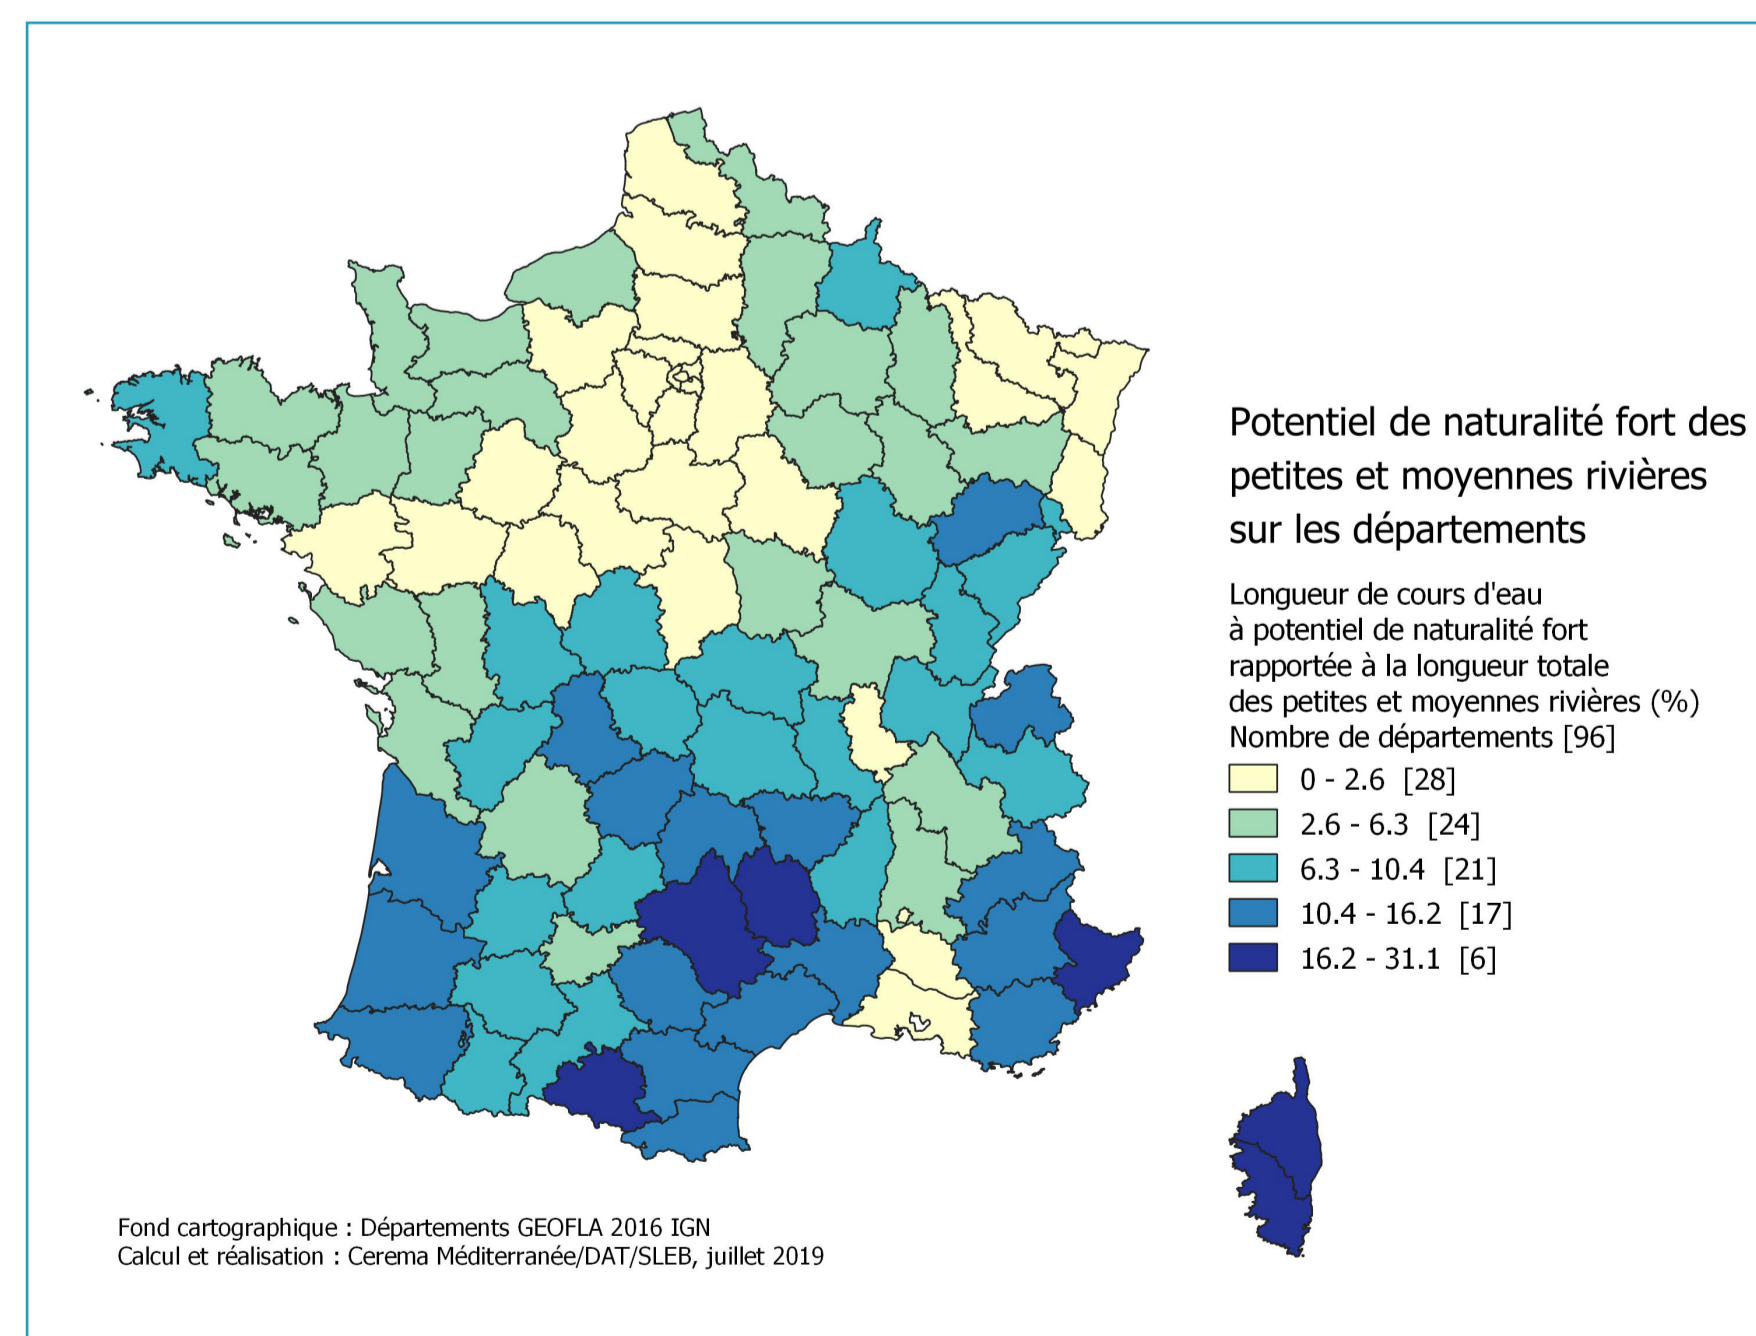 Potentiel de naturalité fort des
petites et moyennes rivières
sur les départements
Longueur de cours d'eau
à potentiel de naturalité fort
rapportée à la longueur totale
des petites et moyennes rivières (%)
Nombre de départements [96]
0 - 2.6 [28]
2.6 - 6.3 [24]
6.3 - 10.4 [21]
10.4 - 16.2 [17]
16.2 - 31.1 [6]
Fond cartographique : Départements GEOFLA 2016 IGN
Calcul et réalisation : Cerema Méditerranée/DAT/SLEB, juillet 2019